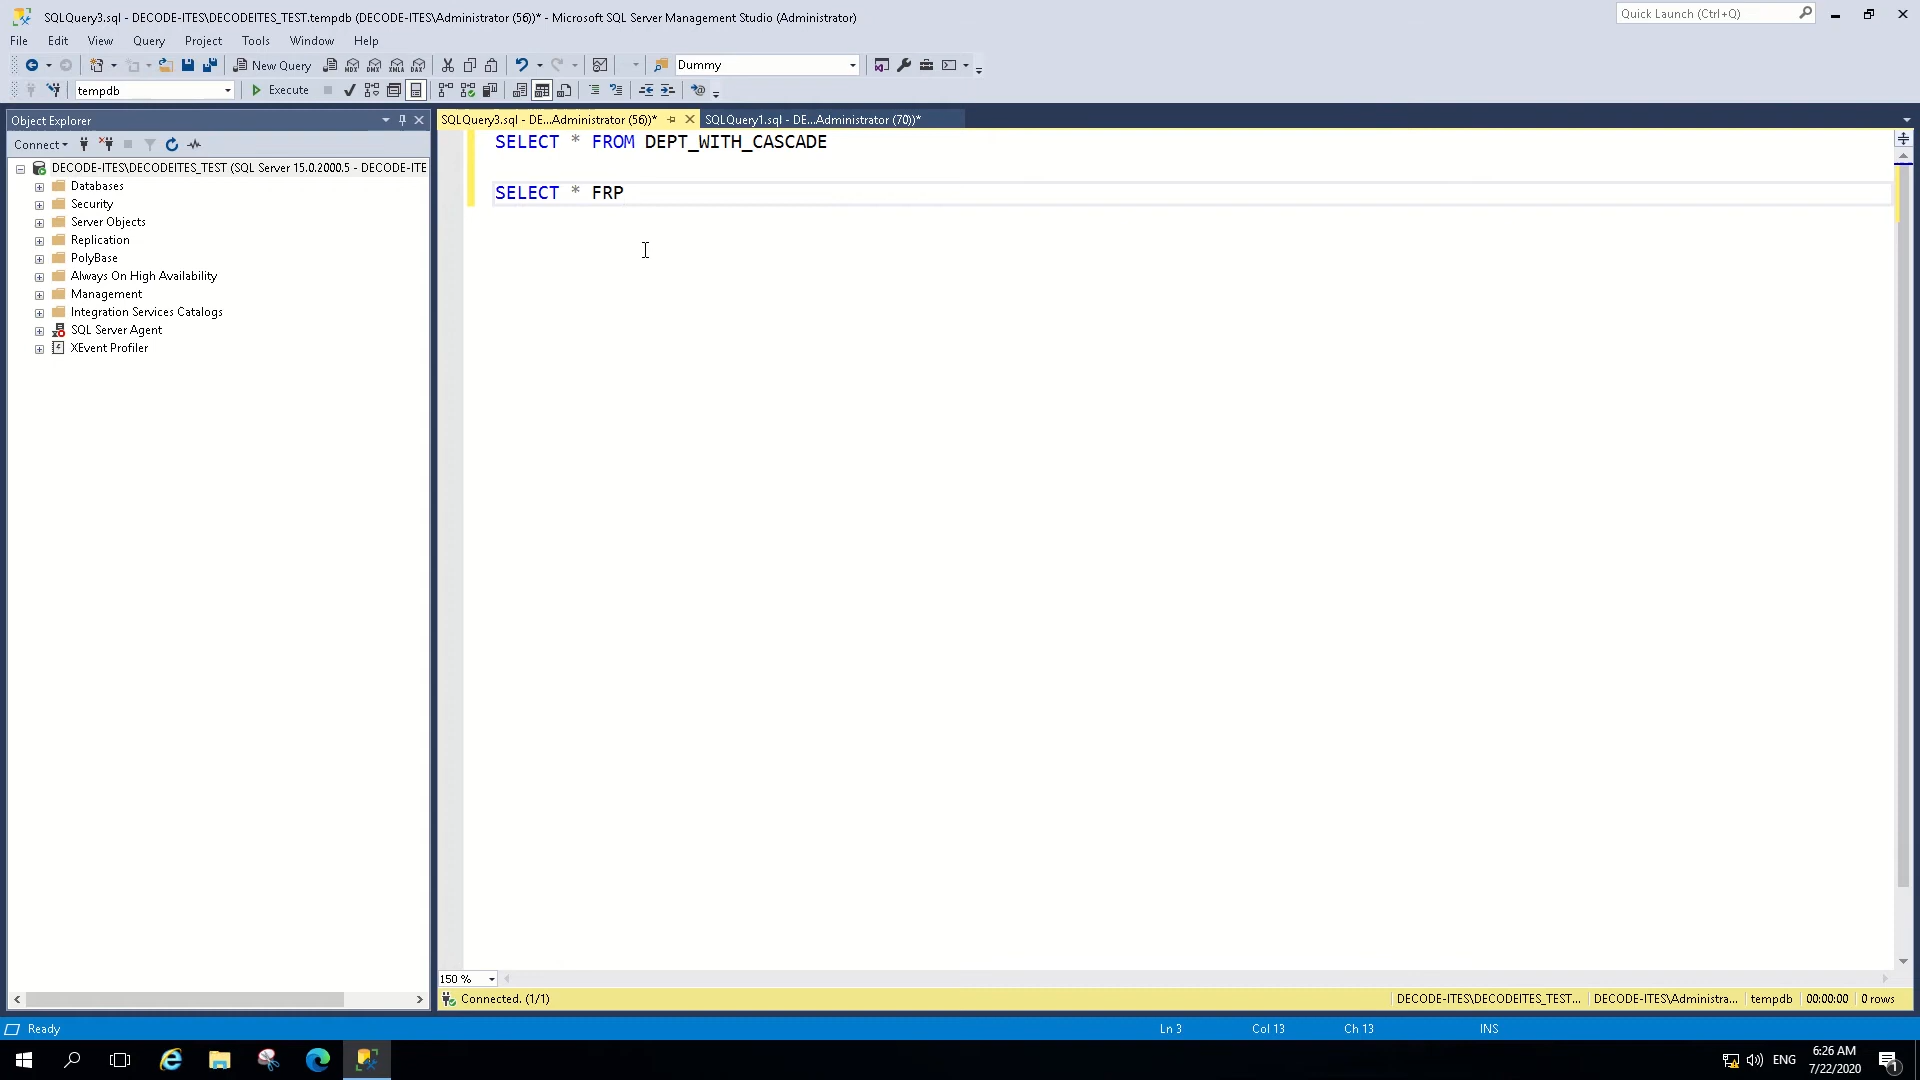 SQLQuery3.sql - DECODE-ITES\DECODEITES_TEST.tempdb (DECODE-ITES\Administrator (56))* - Microsoft SQL Server Management Studio (Administrator)
Quick Launch (Ctrl+Q)
File Edit View Query Project Tools Window Help
New Query MDX DMX XMLA DAX Dummy
tempdb Execute
Object Explorer
SQLQuery3.sql - DE...Administrator (56))* SQLQuery1.sql - DE...Administrator (70))*
Connect
DECODE-ITES\DECODEITES_TEST (SQL Server 15.0.2000.5 - DECODE-ITE
Databases
Security
Server Objects
Replication
PolyBase
Always On High Availability
Management
Integration Services Catalogs
SQL Server Agent
XEvent Profiler
SELECT * FROM DEPT_WITH_CASCADE
SELECT * FRP
150 %
Connected. (1/1) DECODE-ITES\DECODEITES_TEST... DECODE-ITES\Administra... tempdb 00:00:00 0 rows
Ready Ln 3 Col 13 Ch 13 INS
ENG
6:26 AM
7/22/2020
1